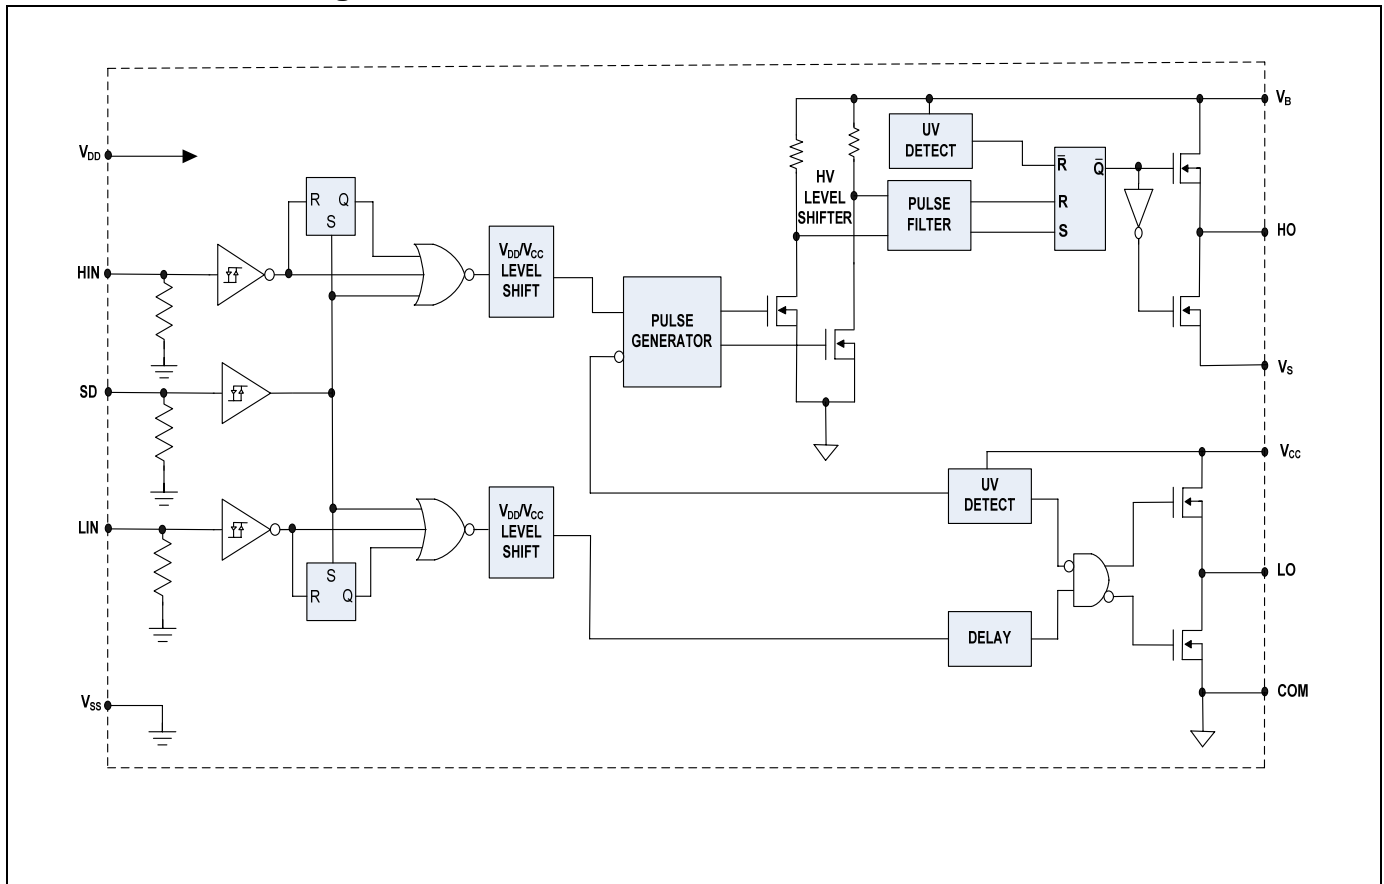 V_B
UV
DETECT
V_DD
HV
LEVEL
SHIFTER
R̅
Q̅
R
S
PULSE
FILTER
HO
R Q
S
HIN
V_DD/V_CC
LEVEL
SHIFT
PULSE
GENERATOR
V_S
SD
V_CC
UV
DETECT
LIN
V_DD/V_CC
LEVEL
SHIFT
S
R Q
LO
DELAY
COM
V_SS